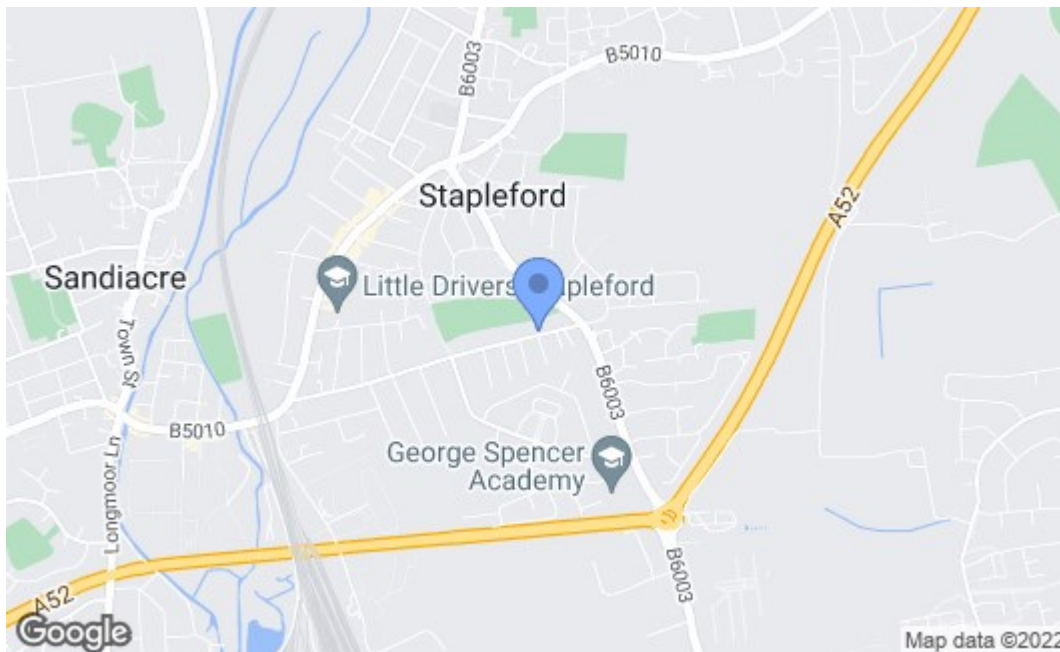 B5010
B6003
Stapleford
A52
Sandiacre
Little Drivers
apleford
Town St
B6003
B5010
George Spencer
Academy
Longmoor Ln
B6003
A52
Google
Map data ©2022